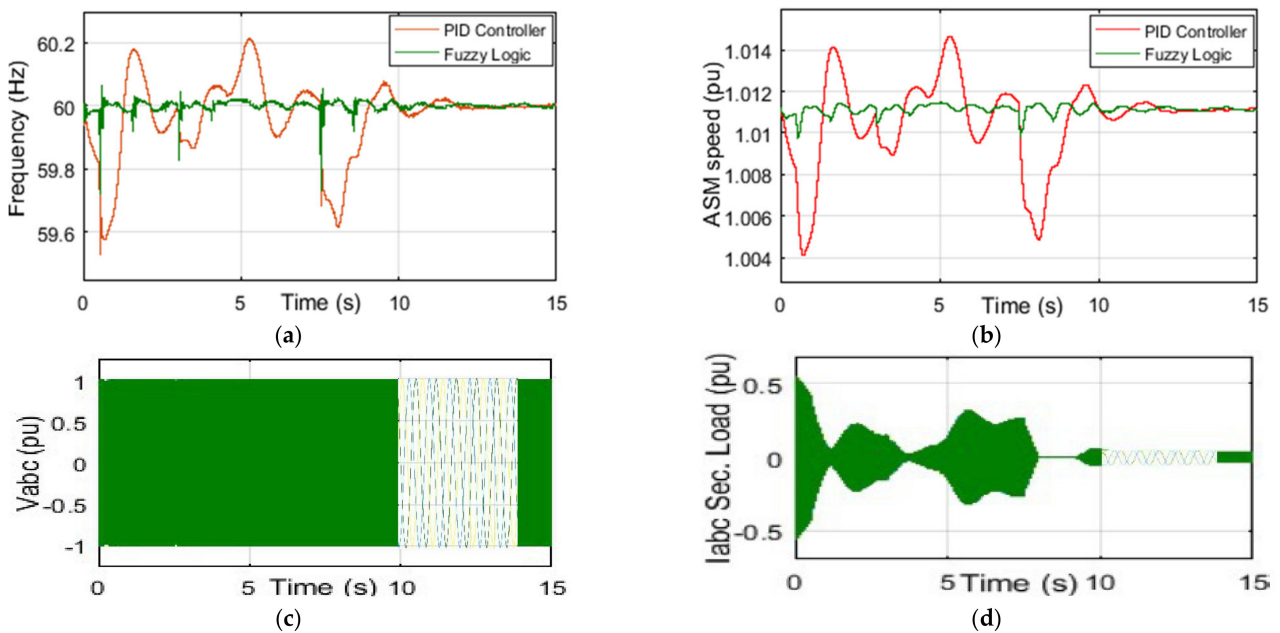 60.2
60
59.8
59.6
Frequency (Hz)
PID Controller
Fuzzy Logic
0 5 10 15
Time (s)
(a)
1.014
1.012
1.01
1.008
1.006
1.004
ASM speed (pu)
PID Controller
Fuzzy Logic
0 5 10 15
Time (s)
(b)
1
0.5
0
-0.5
-1
Vabc (pu)
0 5 10 15
Time (s)
(c)
0.5
0
-0.5
Iabc Sec. Load (pu)
0 5 10 15
Time (s)
(d)